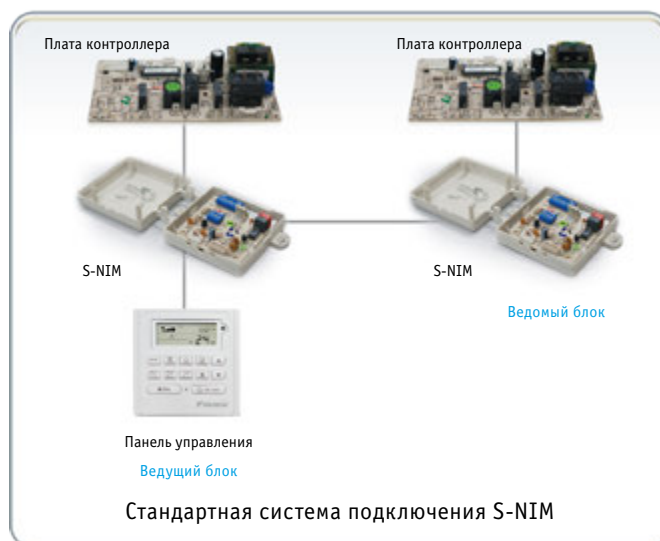 Плата контроллера
Плата контроллера
S-NIM
S-NIM
Ведомый блок
Панель управления
Ведущий блок
Стандартная система подключения S-NIM